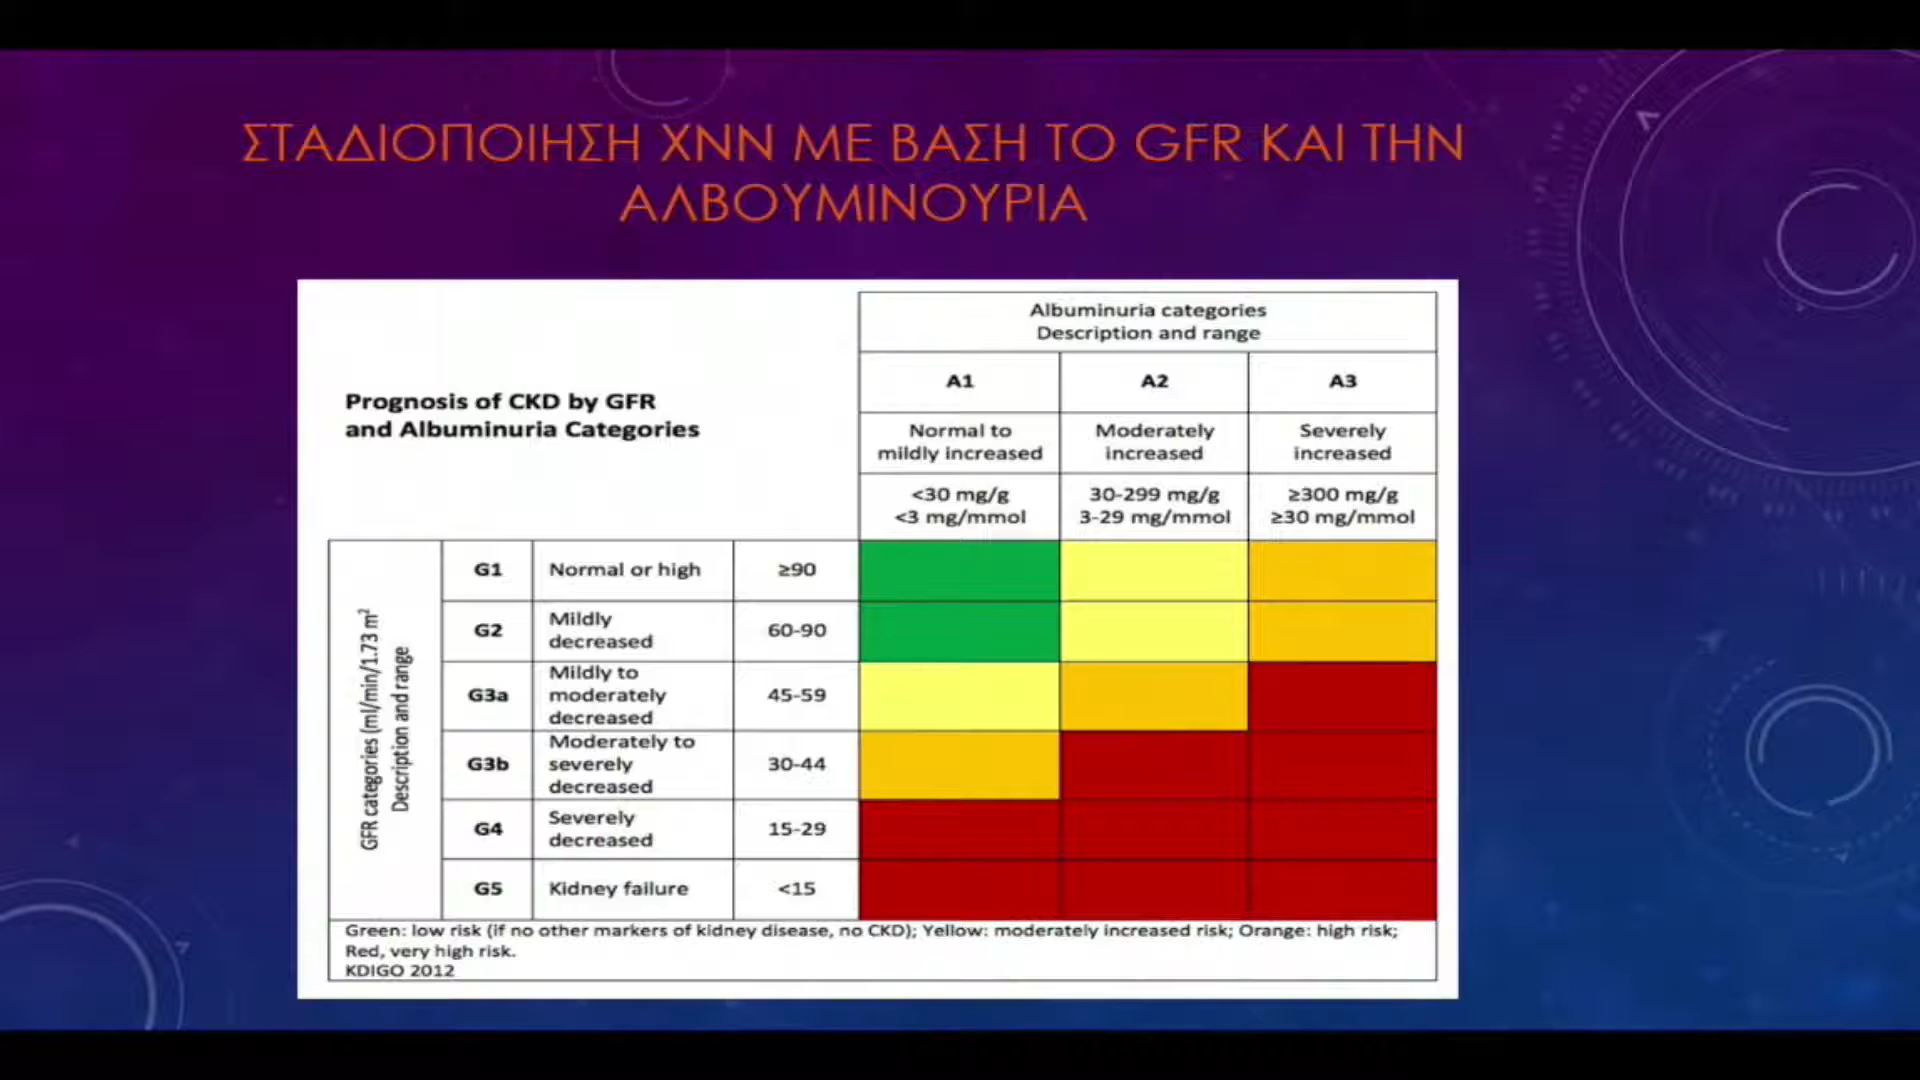 ΣΤΑΔΙΟΠΟΙΗΣΗ ΧΝΝ ΜΕ ΒΑΣΗ ΤΟ GFR ΚΑΙ ΤΗΝ
ΑΛΒΟΥΜΙΝΟΥΡΙΑ
Prognosis of CKD by GFR
and Albuminuria Categories
Albuminuria categories
Description and range
A1
A2
A3
Normal to
mildly increased
Moderately
increased
Severely
increased
<30 mg/g
<3 mg/mmol
30-299 mg/g
3-29 mg/mmol
≥300 mg/g
≥30 mg/mmol
GFR categories (ml/min/1.73 m²
Description and range
G1
Normal or high
≥90
G2
Mildly
decreased
60-90
G3a
Mildly to
moderately
decreased
45-59
G3b
Moderately to
severely
decreased
30-44
G4
Severely
decreased
15-29
G5
Kidney failure
<15
Green: low risk (if no other markers of kidney disease, no CKD); Yellow: moderately increased risk; Orange: high risk;
Red, very high risk.
KDIGO 2012